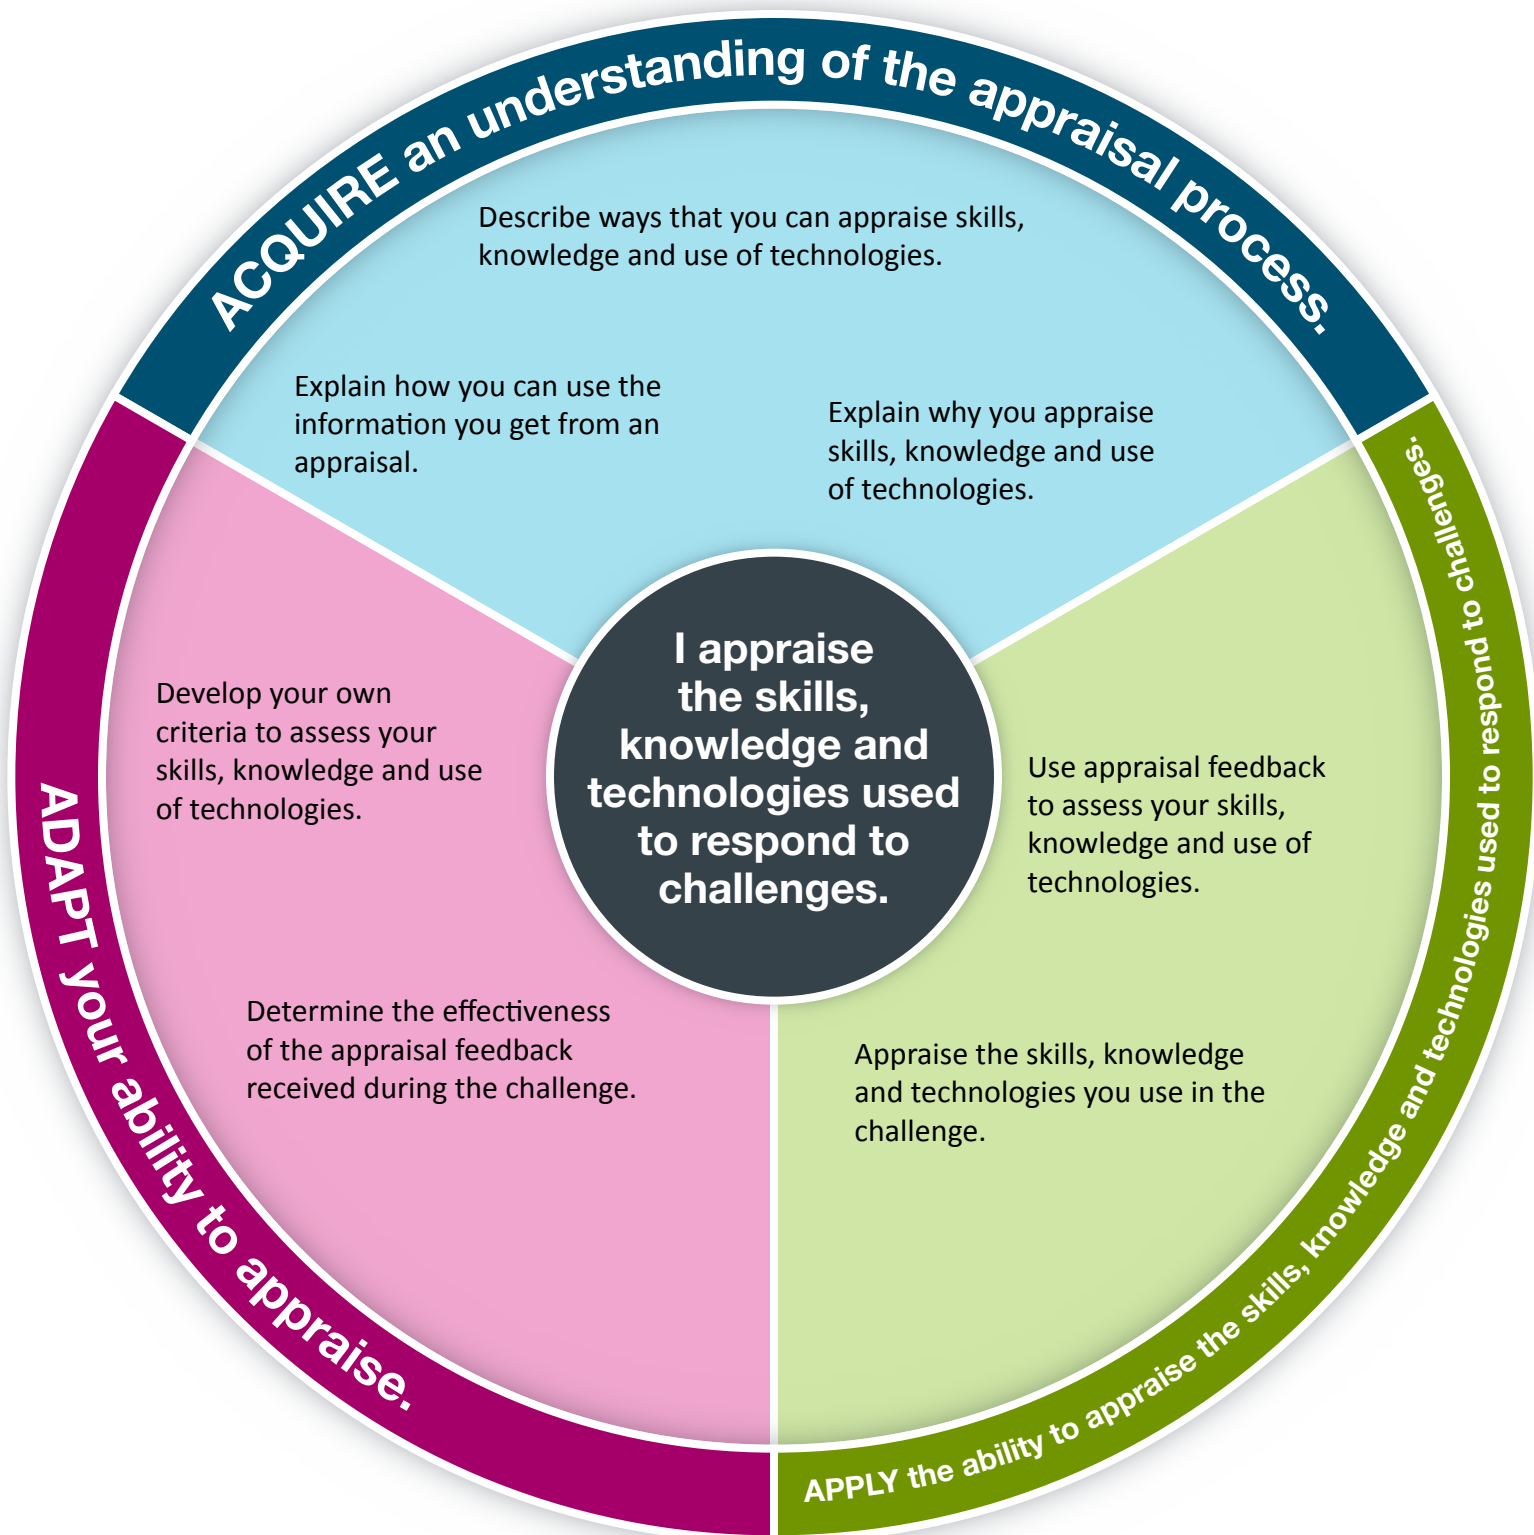 ACQUIRE an understanding of the appraisal process.
Describe ways that you can appraise skills,
knowledge and use of technologies.
Explain how you can use the
information you get from an
appraisal.
Explain why you appraise
skills, knowledge and use
of technologies.
I appraise
the skills,
knowledge and
technologies used
to respond to
challenges.
APPLY the ability to appraise the skills, knowledge and technologies used to respond to challenges.
Use appraisal feedback
to assess your skills,
knowledge and use of
technologies.
Appraise the skills, knowledge
and technologies you use in the
challenge.
ADAPT your ability to appraise.
Develop your own
criteria to assess your
skills, knowledge and use
of technologies.
Determine the effectiveness
of the appraisal feedback
received during the challenge.